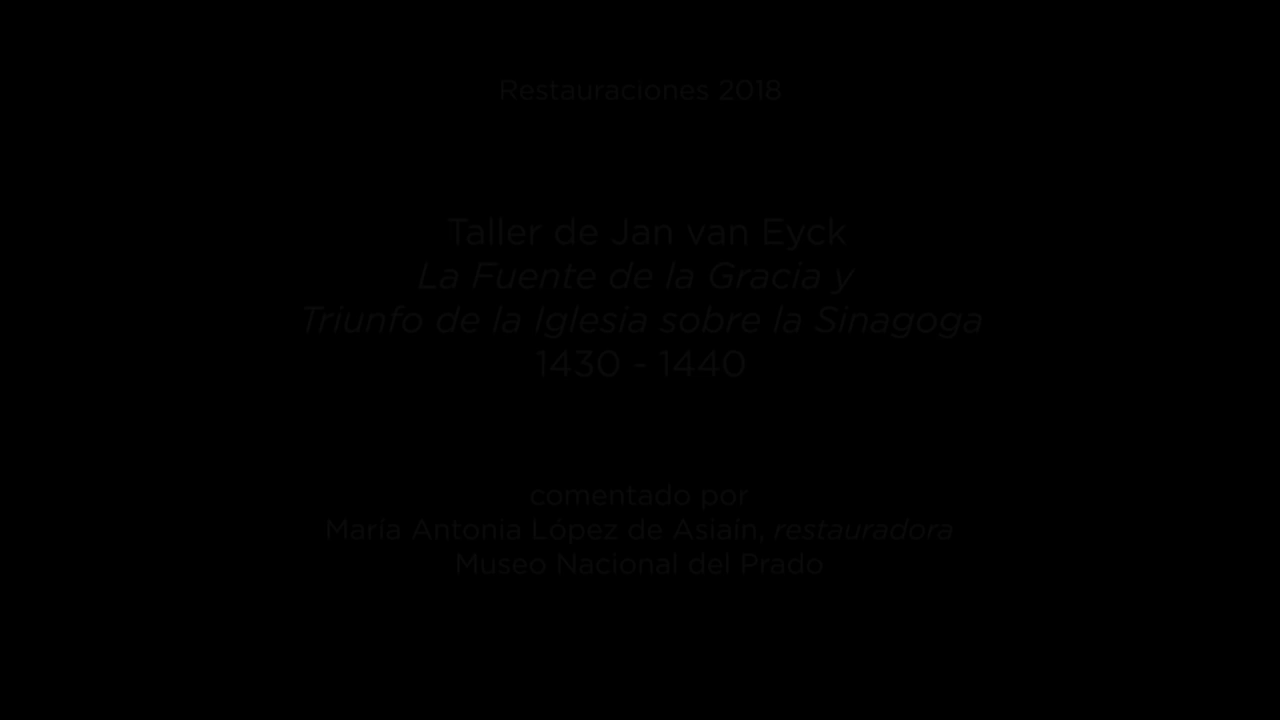 Restauraciones 2018
Taller de Jan van Eyck
La Fuente de la Gracia y
Triunfo de la Iglesia sobre la Sinagoga
1430 - 1440
comentado por
María Antonia López de Asiain, restauradora
Museo Nacional del Prado